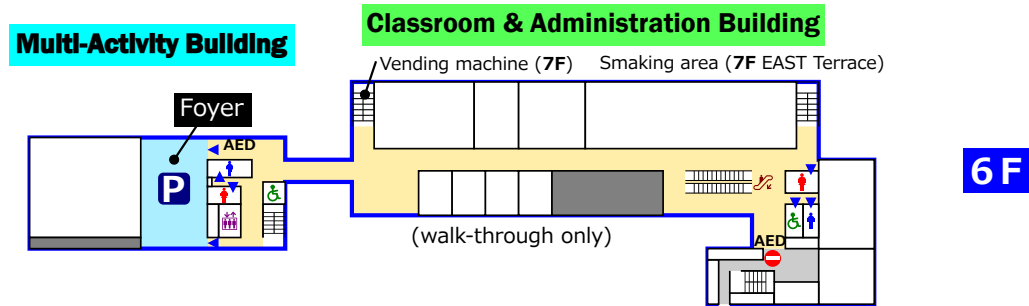 Classroom & Administration Building
Multi-Activity Building
Vending machine (7F)
Smaking area (7F EAST Terrace)
Foyer
AED
P
6F
(walk-through only)
AED